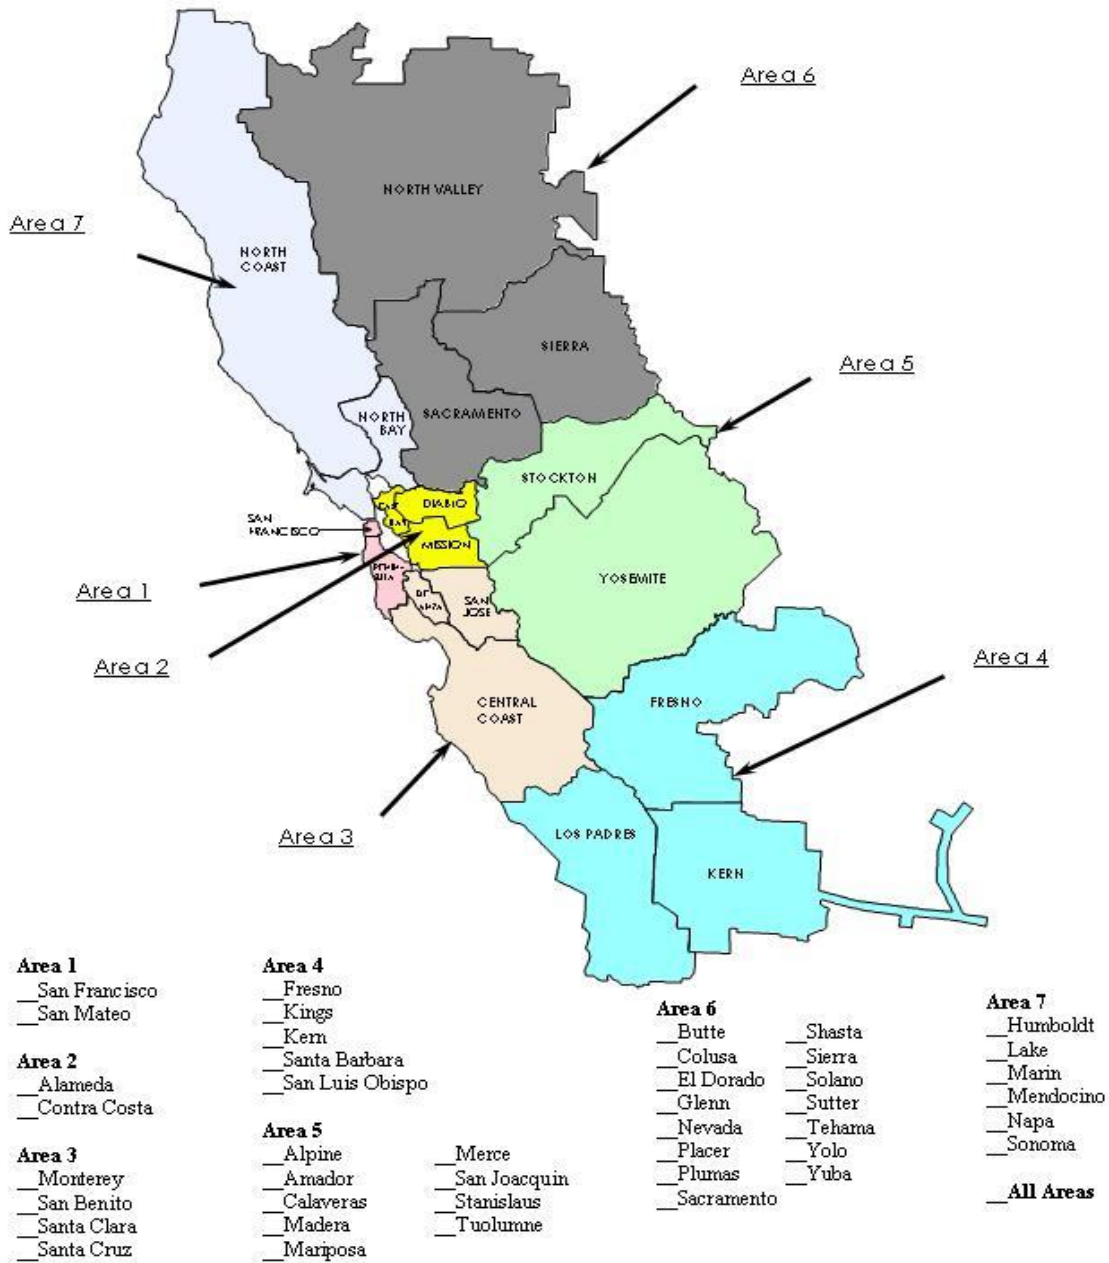 Area 6
NORTH VALLEY
Area 7
NORTH
COAST
SIERRA
Area 5
NORTH
BAY
SACRAMENTO
STOCKTON
EAST
BAY
DIABLO
SAN
FRANCISCO
MISSION
YOSEMITE
PENIN-
SULA
Area 1
DE
ANZA
SAN
JOSE
Area 2
Area 4
CENTRAL
COAST
FRESNO
Area 3
LOS PADRES
KERN
Area 1
__San Francisco
__San Mateo
Area 2
__Alameda
__Contra Costa
Area 3
__Monterey
__San Benito
__Santa Clara
__Santa Cruz
Area 4
__Fresno
__Kings
__Kern
__Santa Barbara
__San Luis Obispo
Area 5
__Alpine
__Amador
__Calaveras
__Madera
__Mariposa
__Merce
__San Joacquin
__Stanislaus
__Tuolumne
Area 6
__Butte
__Colusa
__El Dorado
__Glenn
__Nevada
__Placer
__Plumas
__Sacramento
__Shasta
__Sierra
__Solano
__Sutter
__Tehama
__Yolo
__Yuba
Area 7
__Humboldt
__Lake
__Marin
__Mendocino
__Napa
__Sonoma
__All Areas